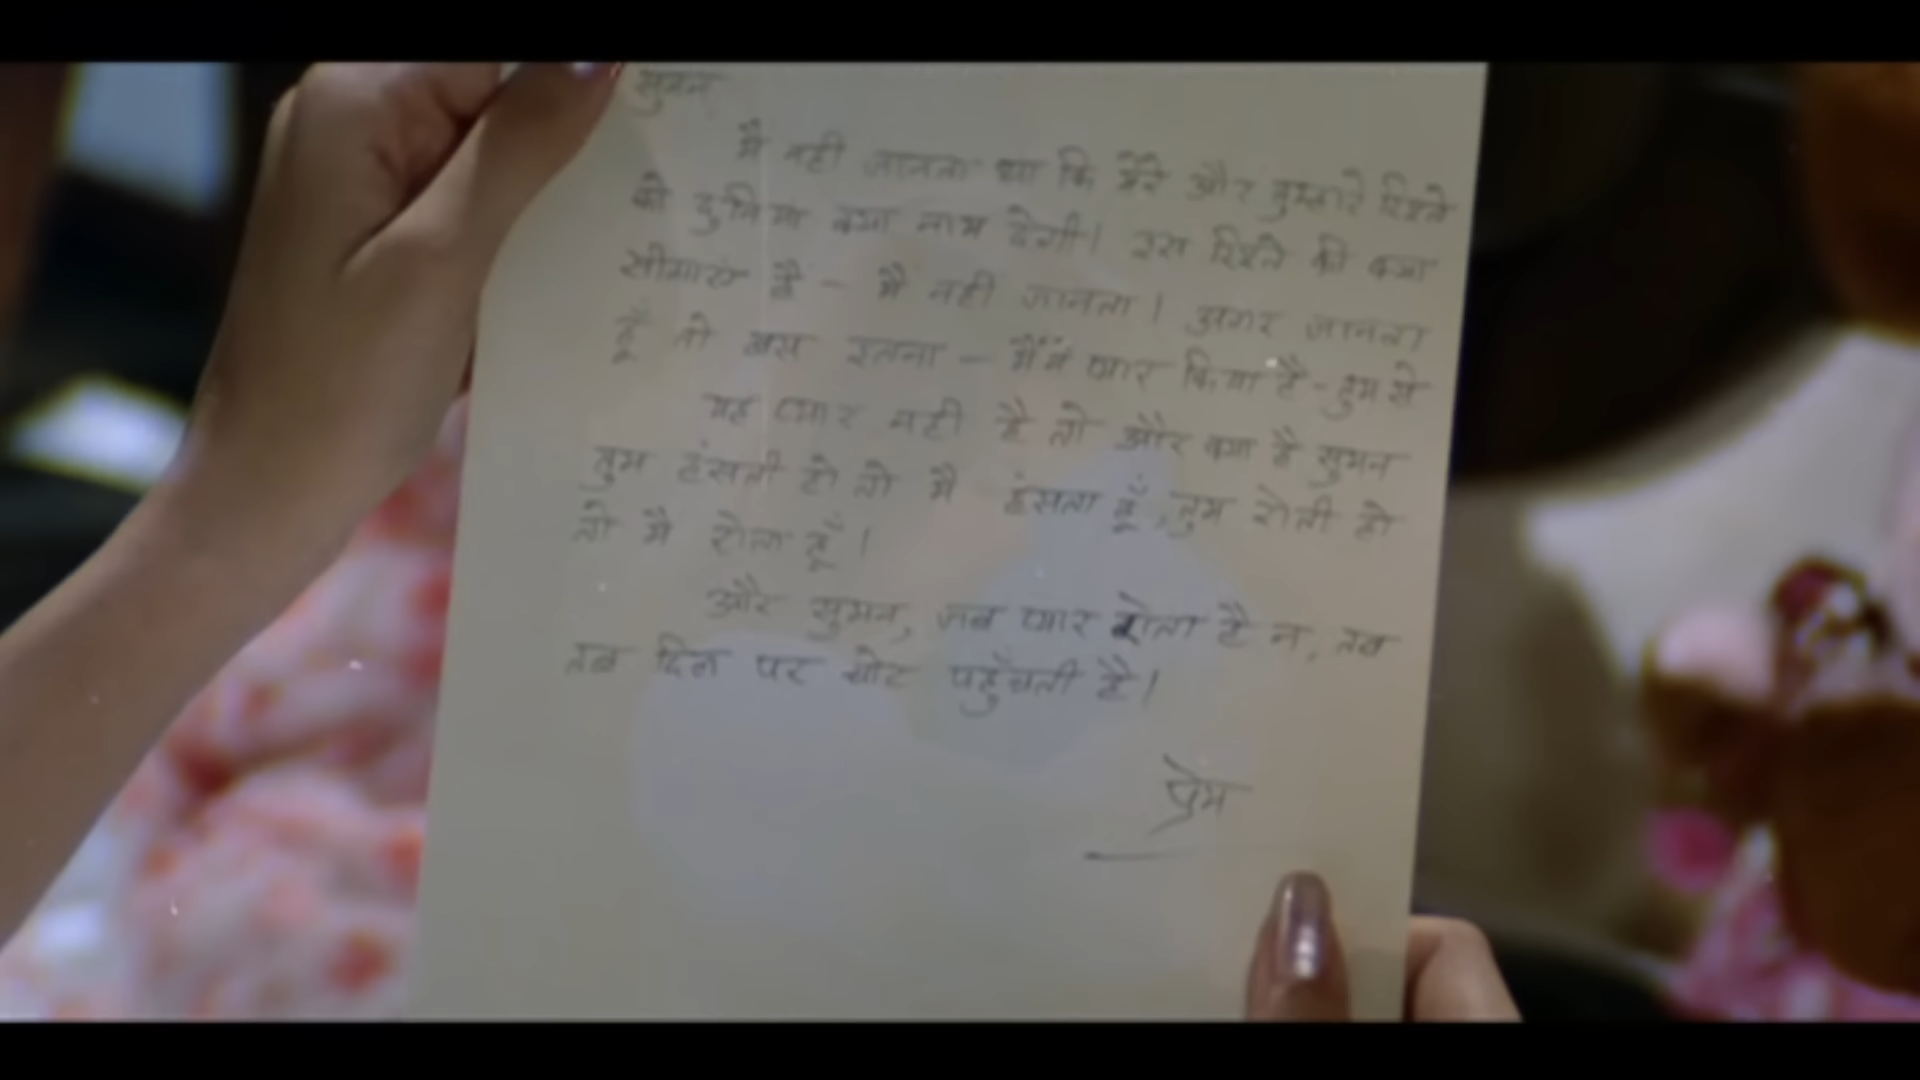 सुमन
मै नही जानता था कि मेरे और तुम्हारे रिश्ते
को दुनिया क्या नाम देगी। इस रिश्ते की क्या
सीमाएं है - मै नही जानता। अगर जानता
हूँ तो बस इतना - मैंने प्यार किया है - तुम से
यह प्यार नही है तो और क्या है सुमन
तुम हंसती हो तो मै हंसता हूँ, तुम रोती हो
तो मै रोता हूँ।
और सुमन, जब प्यार रोता है न, तब
तब दिल पर चोट पहुँचती है।
प्रेम